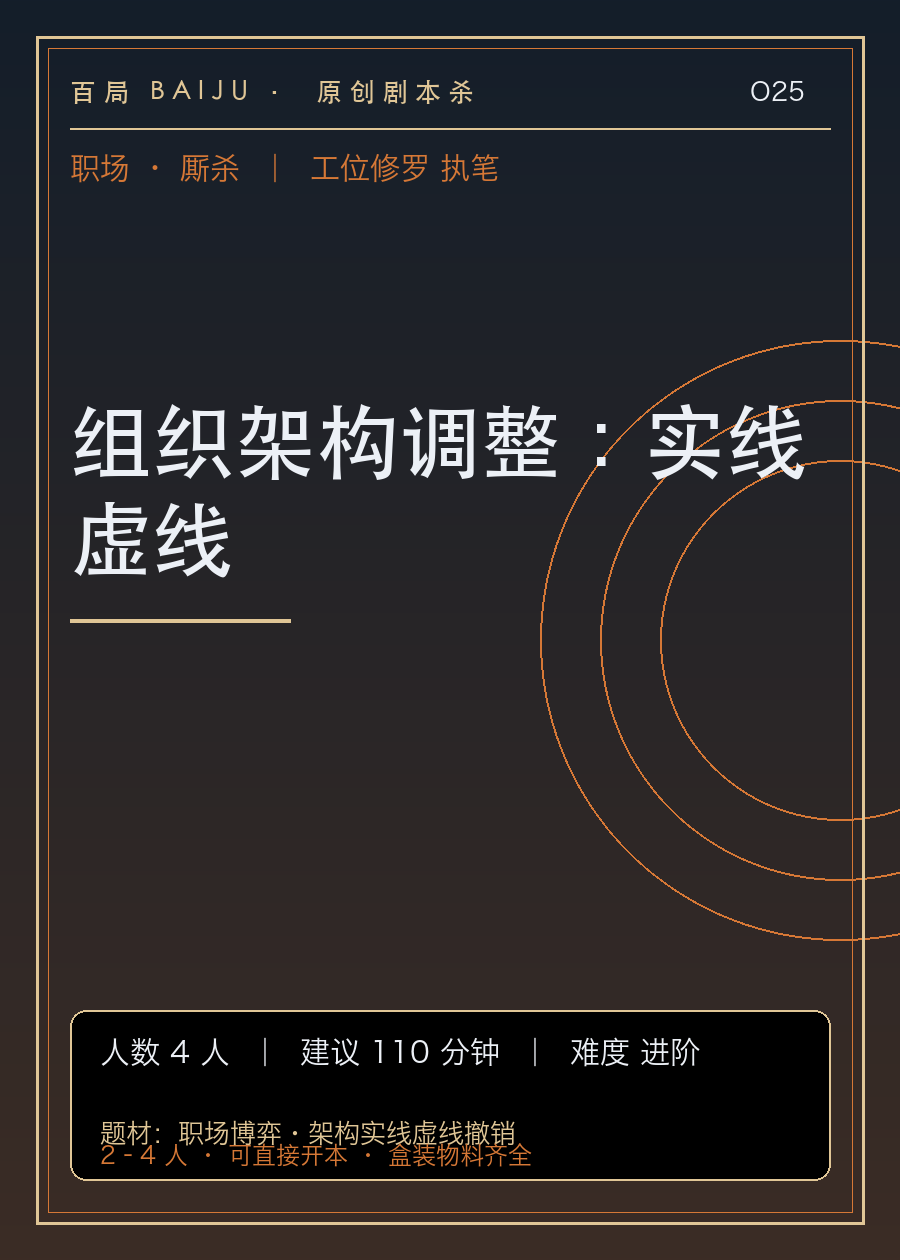 百局 BAIJU · 原创剧本杀 025
职场 · 厮杀 ｜ 工位修罗 执笔
组织架构调整：实线
虚线
人数 4 人 ｜ 建议 110 分钟 ｜ 难度 进阶
题材：职场博弈·架构实线虚线撤销
2-4 人 · 可直接开本 · 盒装物料齐全